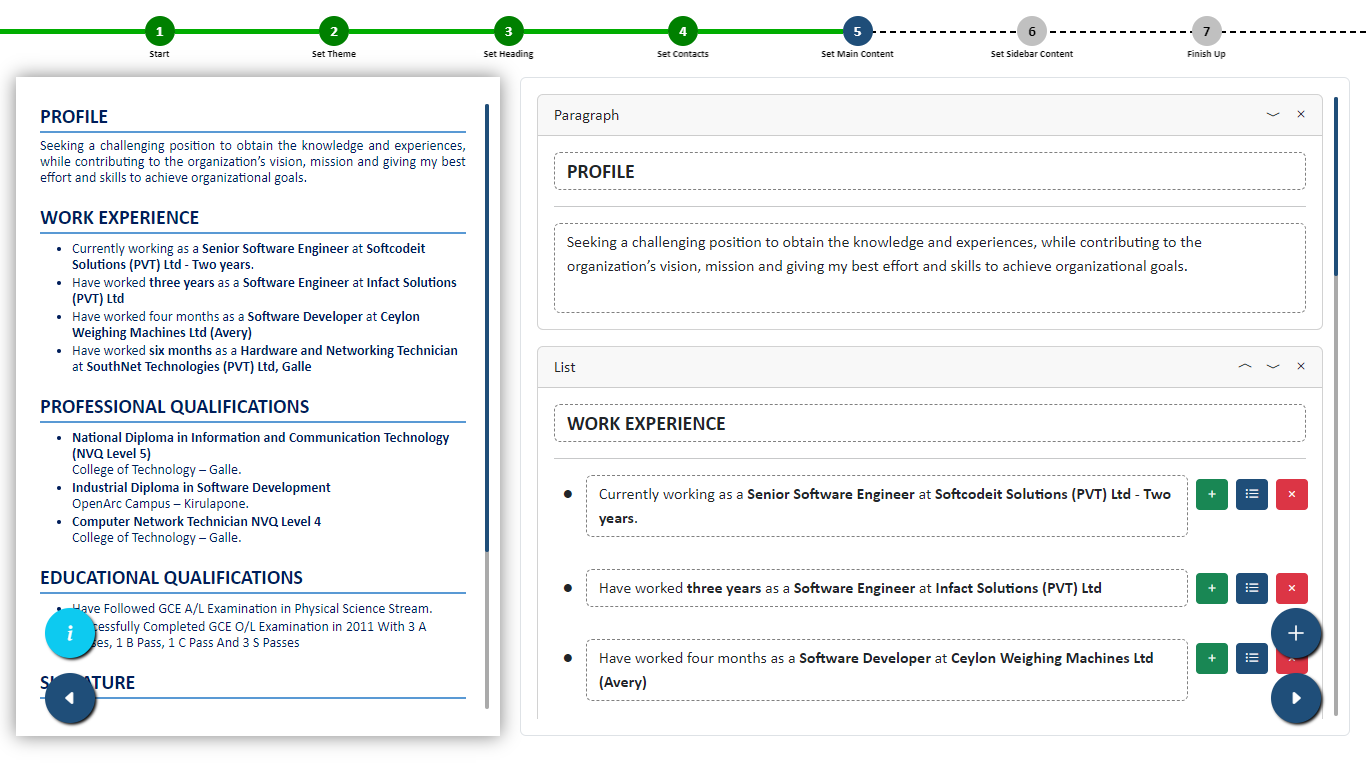 1 2 3 4 5 6 7
Start Set Theme Set Heading Set Contacts Set Main Content Set Sidebar Content Finish Up
PROFILE
Seeking a challenging position to obtain the knowledge and experiences,
while contributing to the organization’s vision, mission and giving my best
effort and skills to achieve organizational goals.
WORK EXPERIENCE
• Currently working as a Senior Software Engineer at Softcodeit
Solutions (PVT) Ltd - Two years.
• Have worked three years as a Software Engineer at Infact Solutions
(PVT) Ltd
• Have worked four months as a Software Developer at Ceylon
Weighing Machines Ltd (Avery)
• Have worked six months as a Hardware and Networking Technician
at SouthNet Technologies (PVT) Ltd, Galle
PROFESSIONAL QUALIFICATIONS
• National Diploma in Information and Communication Technology
(NVQ Level 5)
College of Technology – Galle.
• Industrial Diploma in Software Development
OpenArc Campus – Kirulapone.
• Computer Network Technician NVQ Level 4
College of Technology – Galle.
EDUCATIONAL QUALIFICATIONS
• Have Followed GCE A/L Examination in Physical Science Stream.
Completed GCE O/L Examination in 2011 With 3 A
1 B Pass, 1 C Pass And 3 S Passes
i
Paragraph
PROFILE
Seeking a challenging position to obtain the knowledge and experiences, while contributing to the
organization’s vision, mission and giving my best effort and skills to achieve organizational goals.
List
WORK EXPERIENCE
• Currently working as a Senior Software Engineer at Softcodeit Solutions (PVT) Ltd - Two
years.
• Have worked three years as a Software Engineer at Infact Solutions (PVT) Ltd
• Have worked four months as a Software Developer at Ceylon Weighing Machines Ltd
(Avery)